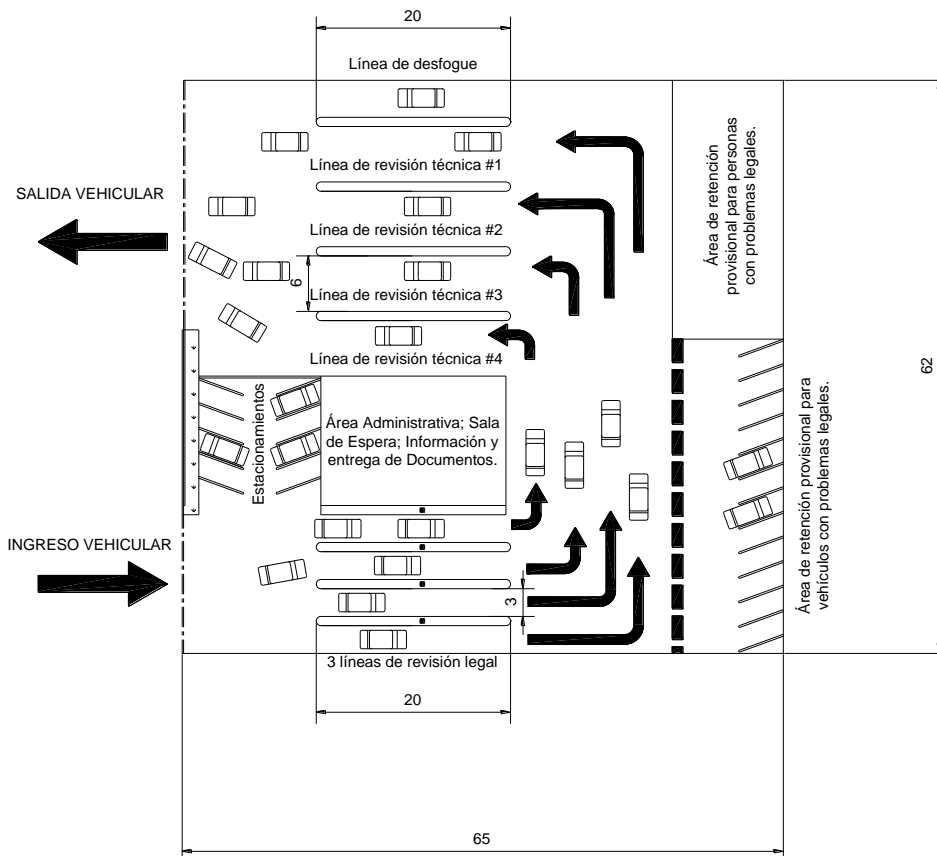 20
Línea de desfogue
Línea de revisión técnica #1
SALIDA VEHICULAR
Línea de revisión técnica #2
Área de retención
provisional para personas
con problemas legales.
6
Línea de revisión técnica #3
Línea de revisión técnica #4
62
Estacionamientos
Área Administrativa; Sala
de Espera; Información y
entrega de Documentos.
Área de retención provisional para
vehículos con problemas legales.
INGRESO VEHICULAR
3
3 líneas de revisión legal
20
65